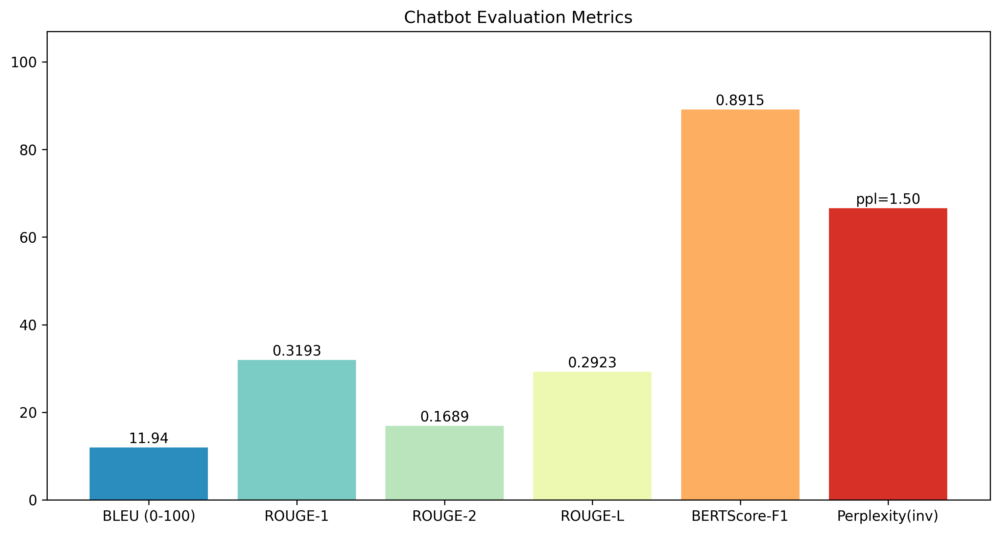 Chatbot Evaluation Metrics
100
80
60
40
20
0
11.94
0.3193
0.1689
0.2923
0.8915
ppl=1.50
BLEU (0-100)
ROUGE-1
ROUGE-2
ROUGE-L
BERTScore-F1
Perplexity(inv)